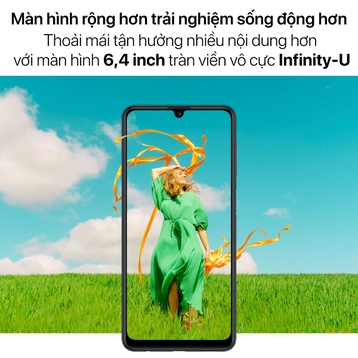 Màn hình rộng hơn trải nghiệm sống động hơn
Thoải mái tận hưởng nhiều nội dung hơn
với màn hình 6,4 inch tràn viền vô cực Infinity-U